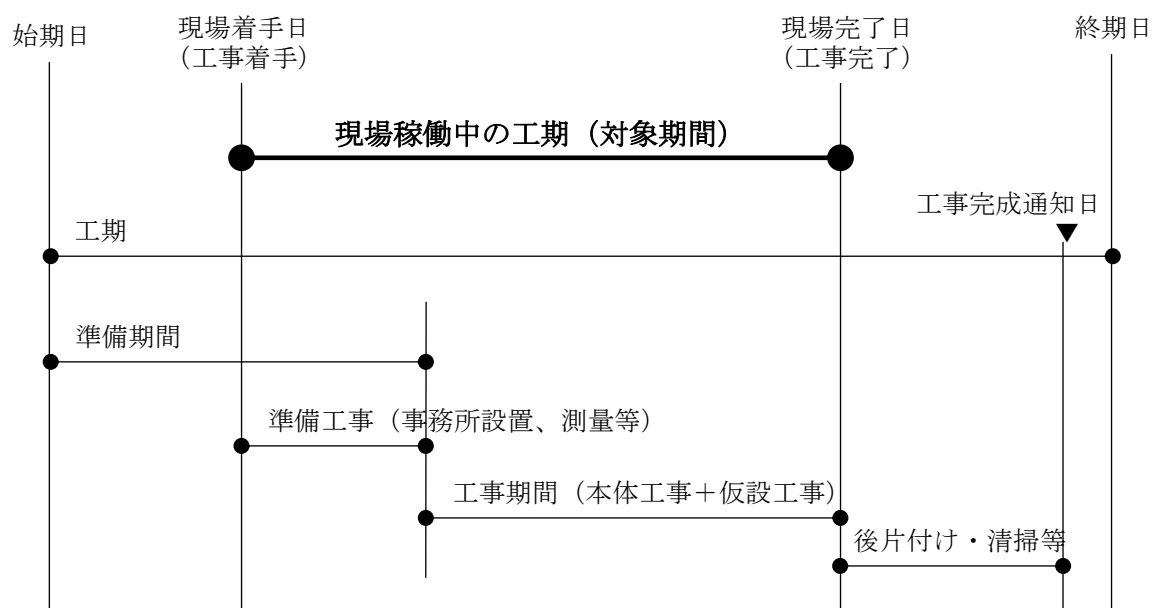 始期日
現場着手日
（工事着手）
現場完了日
（工事完了）
終期日
現場稼働中の工期（対象期間）
工事完成通知日
工期
準備期間
準備工事（事務所設置、測量等）
工事期間（本体工事＋仮設工事）
後片付け・清掃等